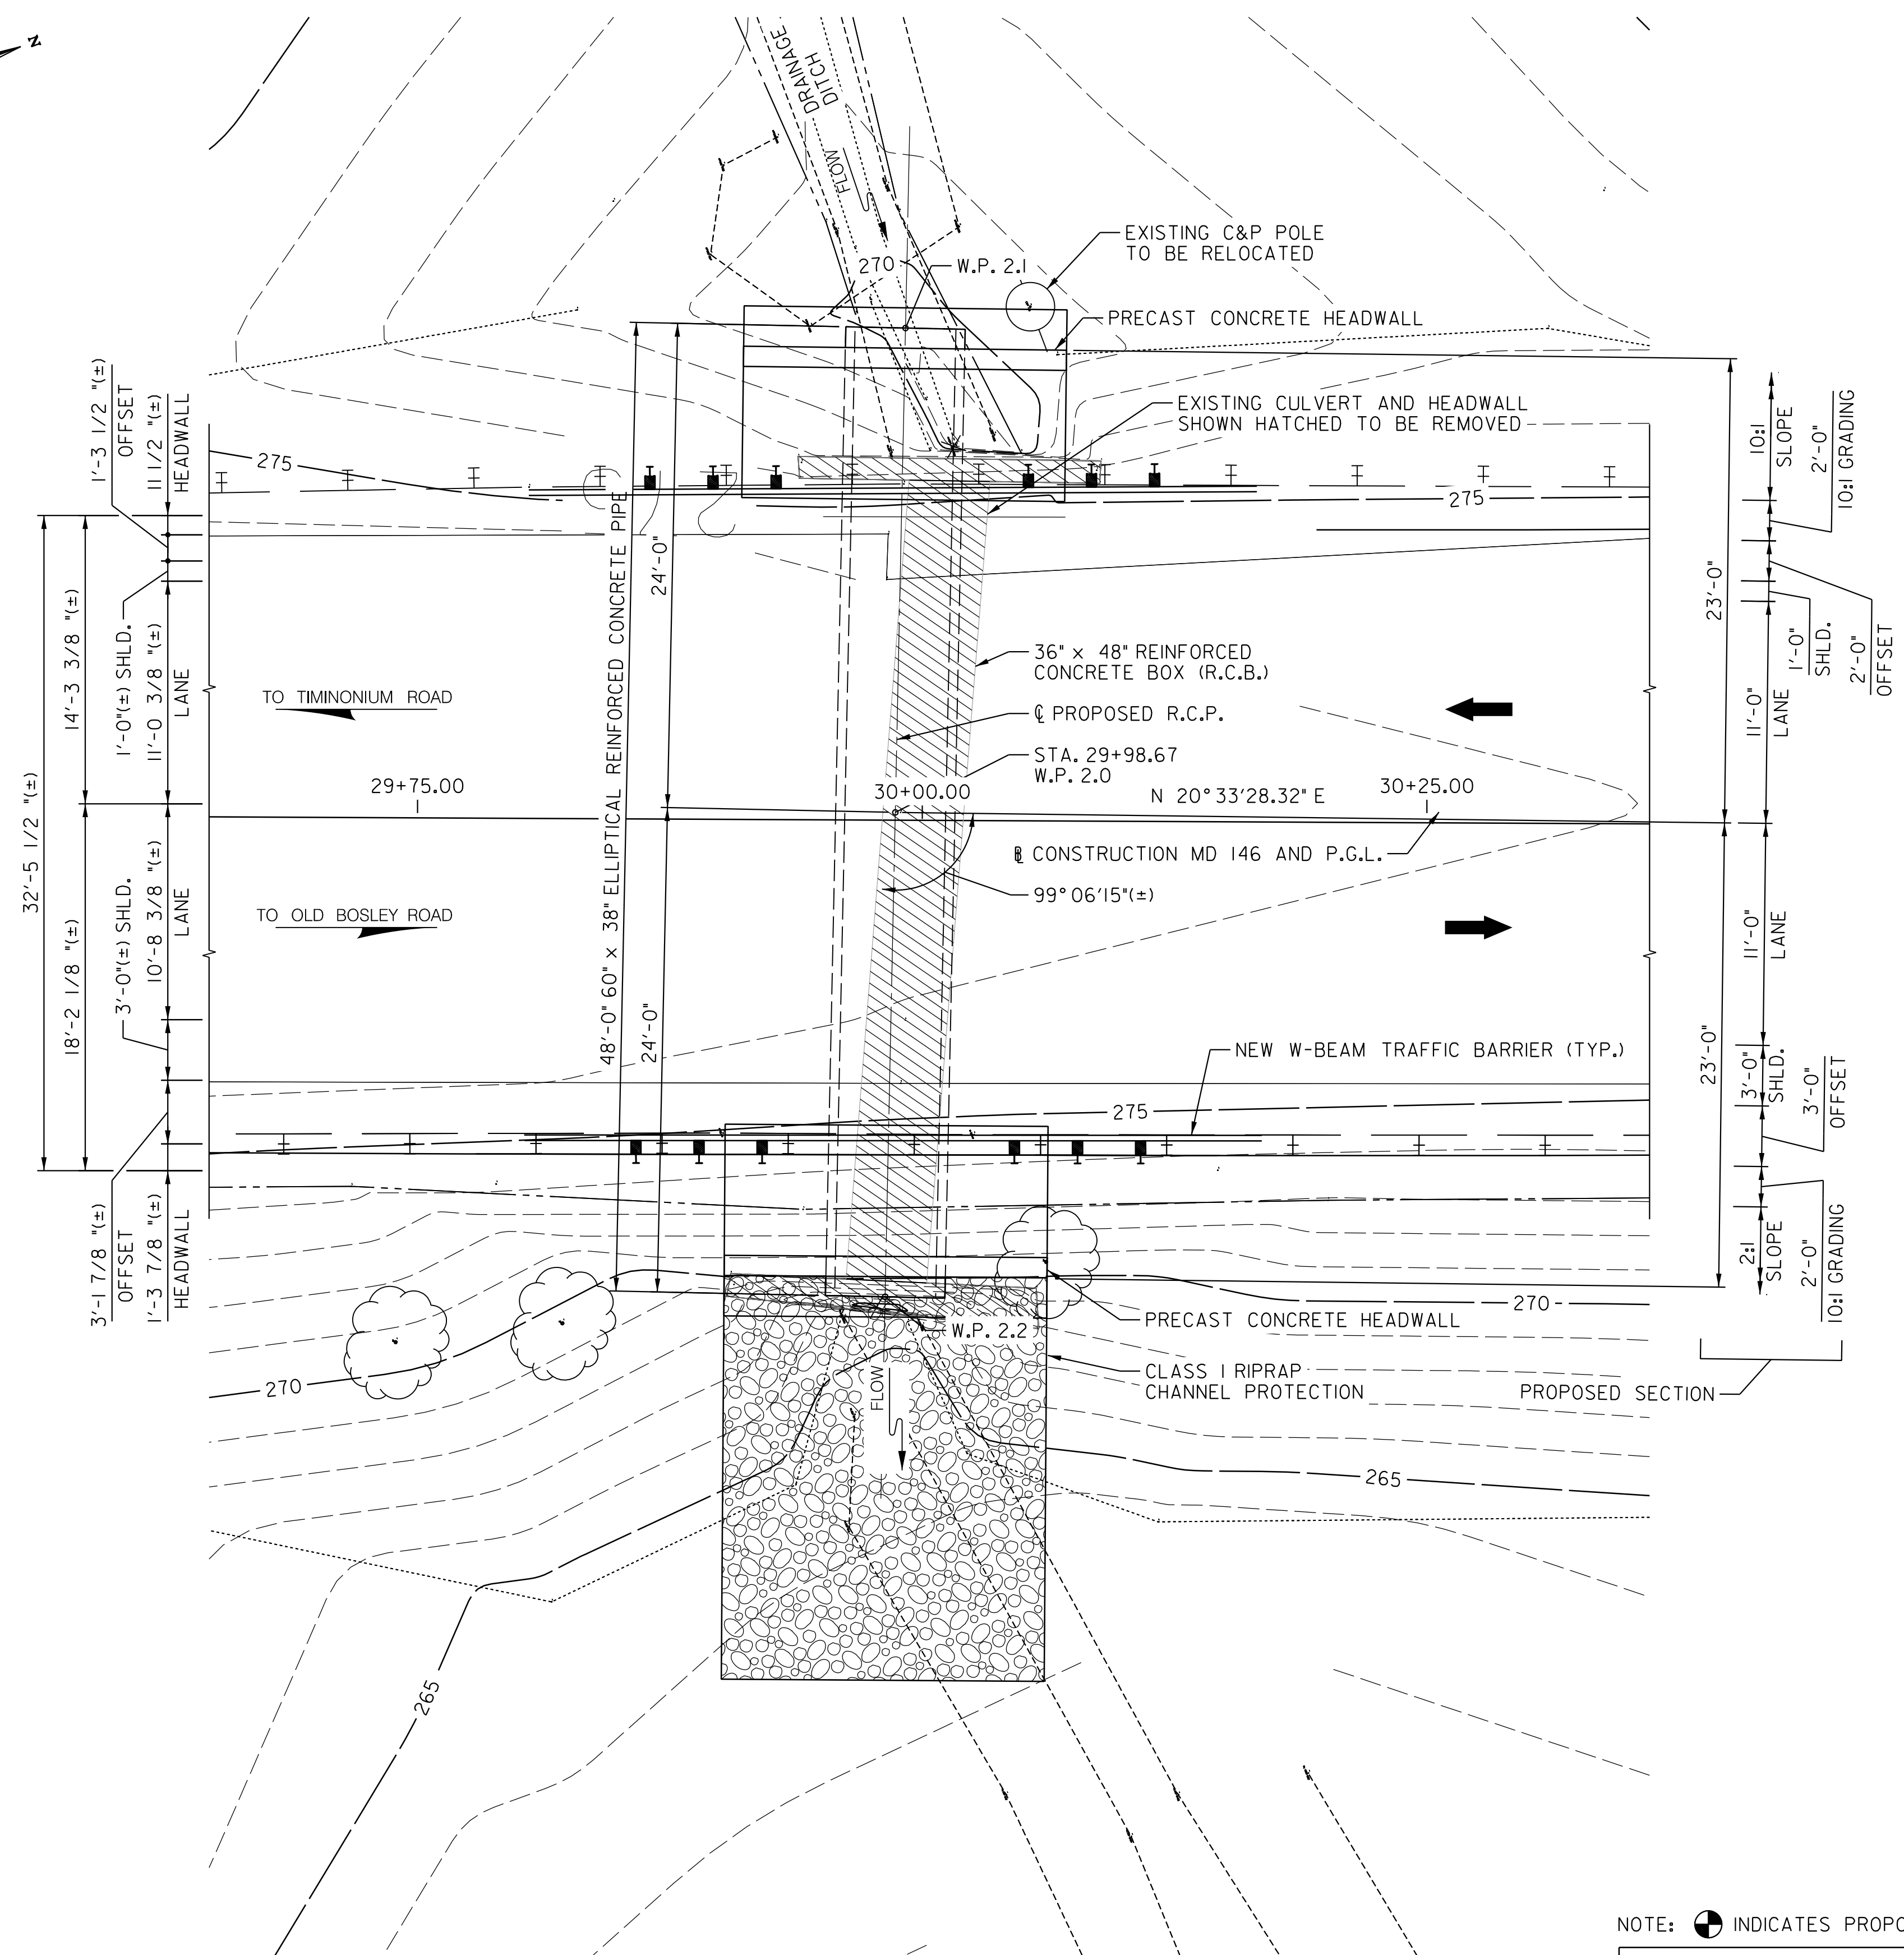 N
DRAINAGE
DITCH
FLOW
270
W.P. 2.1
EXISTING C&P POLE
TO BE RELOCATED
PRECAST CONCRETE HEADWALL
EXISTING CULVERT AND HEADWALL
SHOWN HATCHED TO BE REMOVED
275
275
1'-3 1/2 "(±)
OFFSET
11 1/2 "(±)
HEADWALL
32'-5 1/2 "(±)
14'-3 3/8 "(±)
1'-0"(±) SHLD.
11'-0 3/8 "(±)
LANE
18'-2 1/8 "(±)
3'-0"(±) SHLD.
10'-8 3/8 "(±)
LANE
3'-1 7/8 "(±)
OFFSET
1'-3 7/8 "(±)
HEADWALL
48'-0" 60" x 38" ELLIPTICAL REINFORCED CONCRETE PIPE
24'-0"
24'-0"
TO TIMINONIUM ROAD
36" x 48" REINFORCED
CONCRETE BOX (R.C.B.)
℄ PROPOSED R.C.P.
STA. 29+98.67
W.P. 2.0
29+75.00
30+00.00
N 20°33'28.32" E
30+25.00
B̲L CONSTRUCTION MD 146 AND P.G.L.
99°06'15"(±)
TO OLD BOSLEY ROAD
NEW W-BEAM TRAFFIC BARRIER (TYP.)
275
10:1
SLOPE
2'-0"
10:1 GRADING
23'-0"
1'-0"
SHLD.
2'-0"
OFFSET
11'-0"
LANE
11'-0"
LANE
23'-0"
3'-0"
SHLD.
3'-0"
OFFSET
2:1
SLOPE
2'-0"
10:1 GRADING
270
PRECAST CONCRETE HEADWALL
W.P. 2.2
CLASS I RIPRAP
CHANNEL PROTECTION
PROPOSED SECTION
270
FLOW
265
265
NOTE: INDICATES PROPO